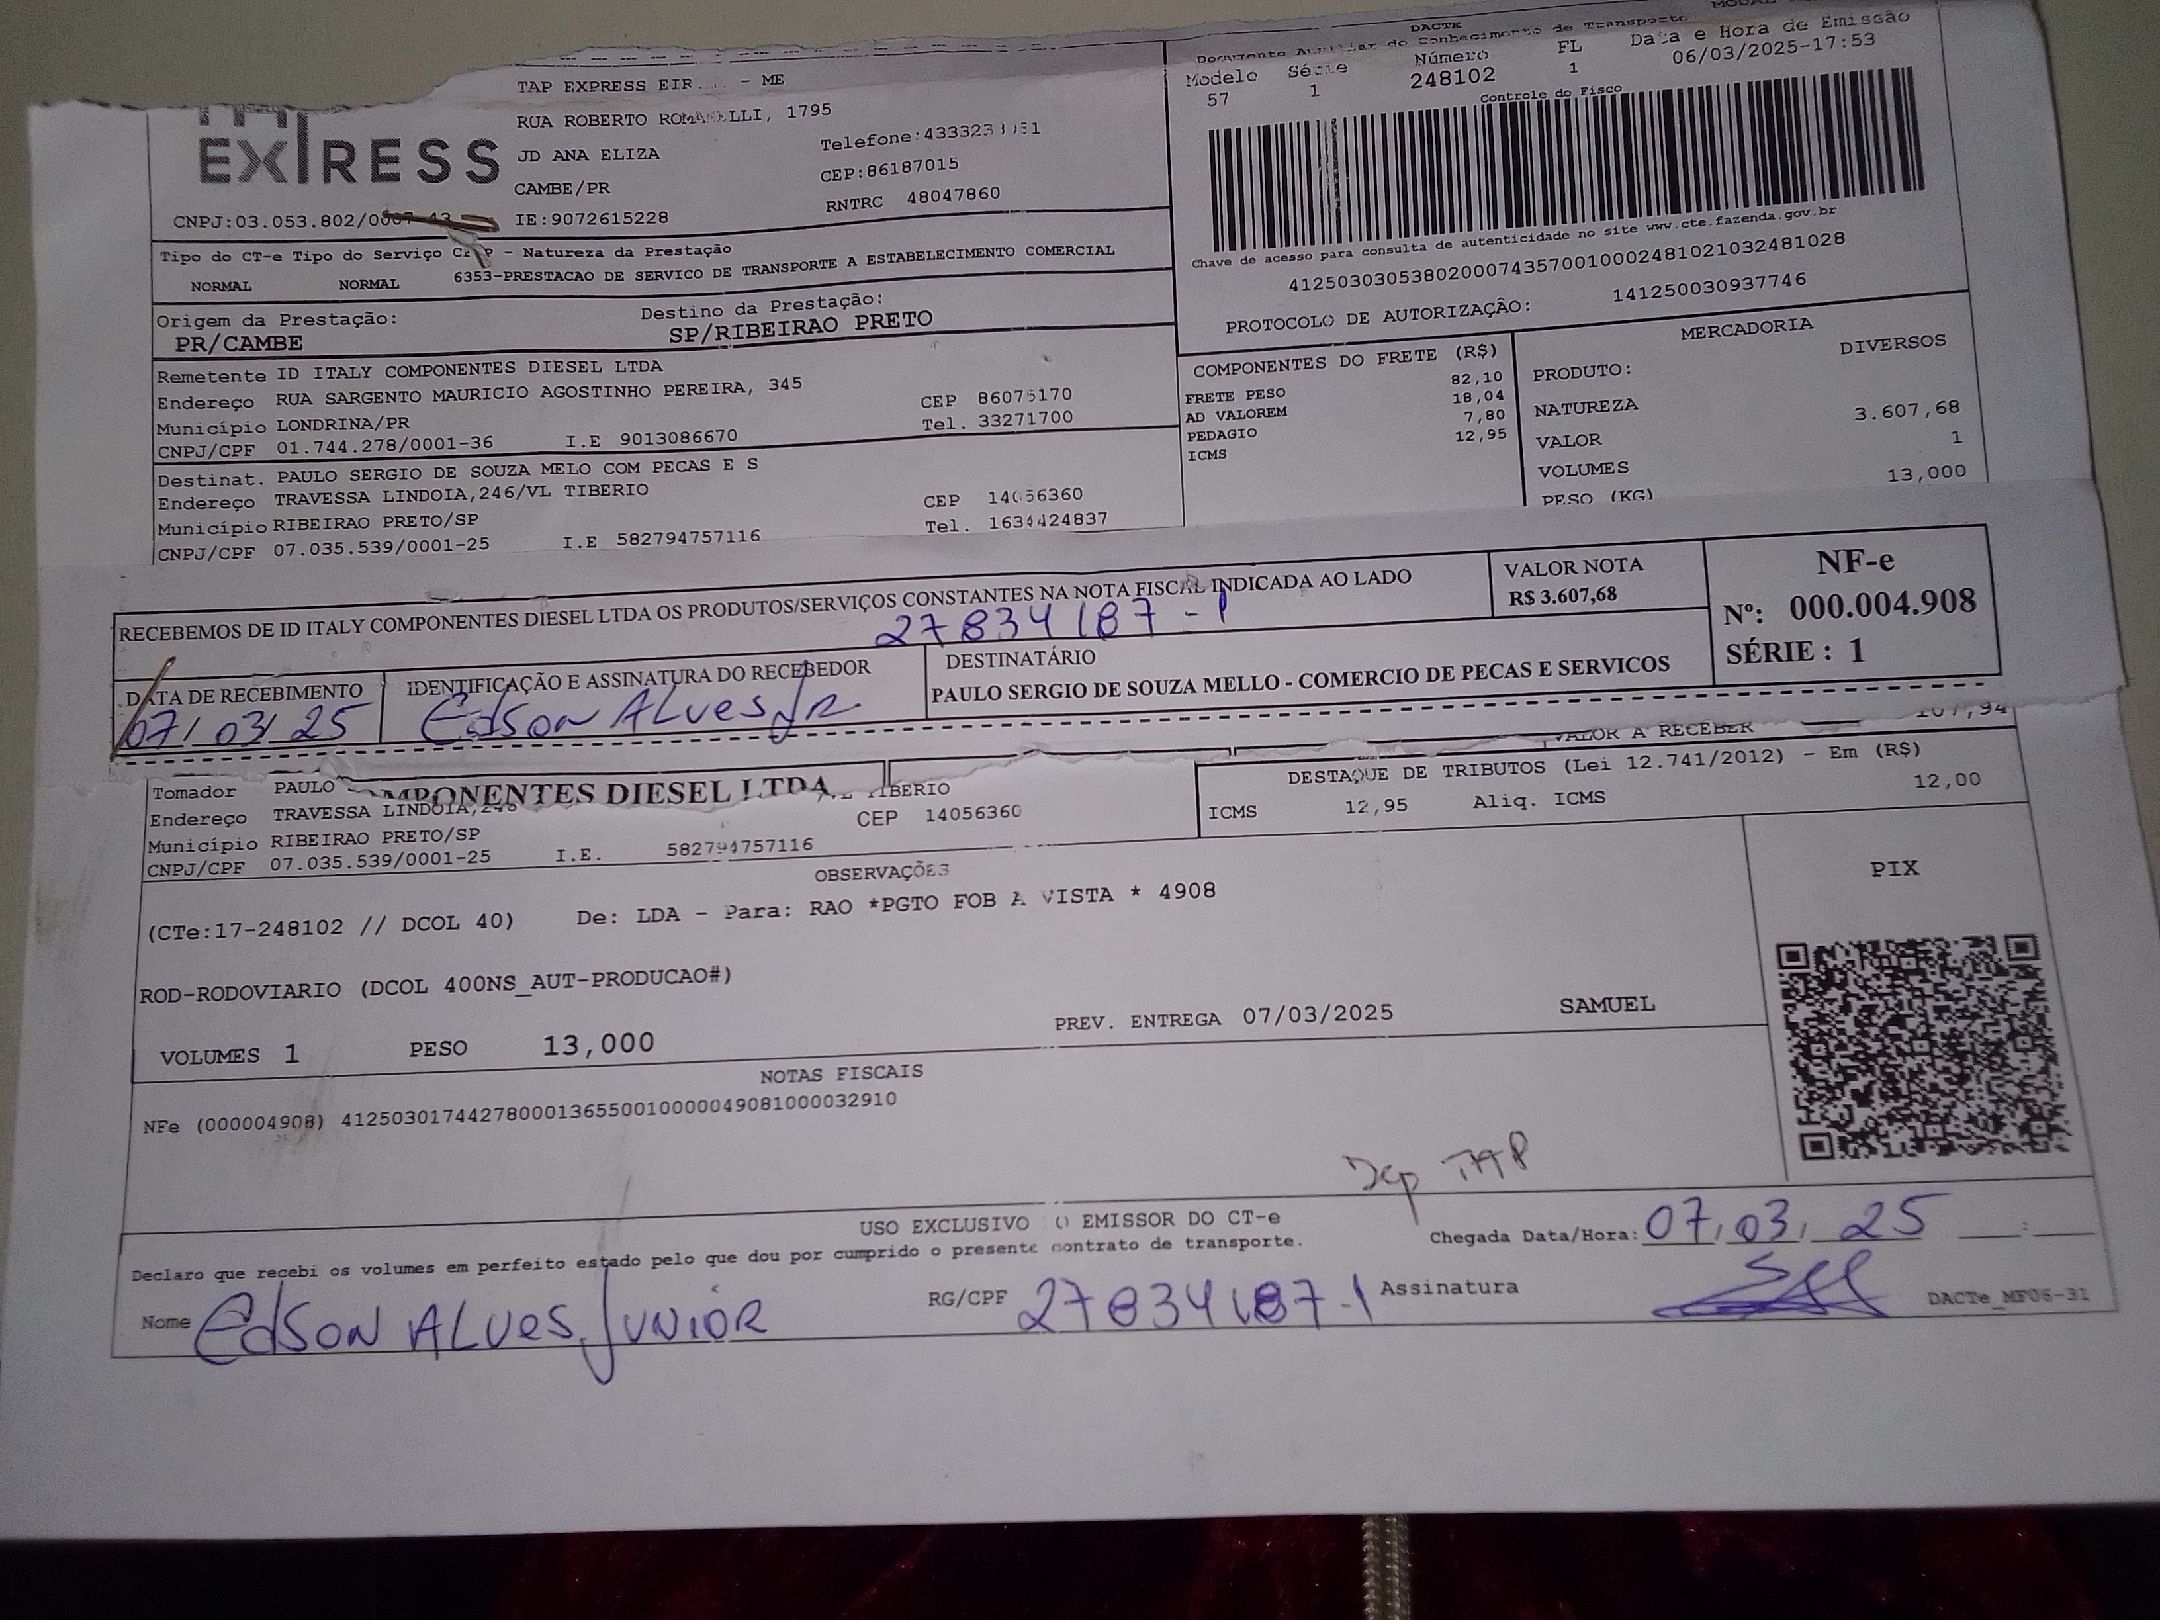 DACTE
Documento Auxiliar do Conhecimento de Transporte
Modelo Série Número FL Data e Hora de Emissão
57 1 248102 1 06/03/2025-17:53
Controle do Fisco
TAP EXPRESS - ME
RUA ROBERTO ROMANELLI, 1795
JD ANA ELIZA
CEP:86187015
CAMBE/PR
RNTRC 48047860
EXPRESS
CNPJ:03.053.802/ IE:9072615228
Chave de acesso para consulta de autenticidade no site www.cte.fazenda.gov.br
41250303053802000743570010002481021032481028
PROTOCOLO DE AUTORIZAÇÃO: 141250030937746
Tipo do CT-e Tipo do Serviço CFOP - Natureza da Prestação
NORMAL NORMAL 6353-PRESTACAO DE SERVICO DE TRANSPORTE A ESTABELECIMENTO COMERCIAL
Origem da Prestação: Destino da Prestação:
PR/CAMBE SP/RIBEIRAO PRETO
Remetente ID ITALY COMPONENTES DIESEL LTDA
Endereço RUA SARGENTO MAURICIO AGOSTINHO PEREIRA, 345 CEP 86075170
Município LONDRINA/PR Tel. 33271700
CNPJ/CPF 01.744.278/0001-36 I.E 9013086670
Destinat. PAULO SERGIO DE SOUZA MELO COM PECAS E S
Endereço TRAVESSA LINDOIA,246/VL TIBERIO CEP 14056360
Município RIBEIRAO PRETO/SP Tel. 1634424837
CNPJ/CPF 07.035.539/0001-25 I.E 582794757116
COMPONENTES DO FRETE (R$)
FRETE PESO 82,10
AD VALOREM 18,04
PEDAGIO 7,80
ICMS 12,95
MERCADORIA
PRODUTO: DIVERSOS
NATUREZA
VALOR 3.607,68
VOLUMES 1
PESO (KG) 13,000
RECEBEMOS DE ID ITALY COMPONENTES DIESEL LTDA OS PRODUTOS/SERVIÇOS CONSTANTES NA NOTA FISCAL INDICADA AO LADO
27834187-1
VALOR NOTA
R$ 3.607,68
NF-e
Nº: 000.004.908
SÉRIE : 1
DATA DE RECEBIMENTO
07/03/25
IDENTIFICAÇÃO E ASSINATURA DO RECEBEDOR
Edson Alves Jr.
DESTINATÁRIO
PAULO SERGIO DE SOUZA MELLO - COMERCIO DE PECAS E SERVICOS
VALOR A RECEBER 107,94
COMPONENTES DIESEL LTDA
Tomador PAULO
Endereço TRAVESSA LINDOIA,246 TIBERIO
CEP 14056360
Município RIBEIRAO PRETO/SP
CNPJ/CPF 07.035.539/0001-25 I.E. 582794757116
DESTAQUE DE TRIBUTOS (Lei 12.741/2012) - Em (R$)
ICMS 12,95 Aliq. ICMS 12,00
OBSERVAÇÕES
(CTe:17-248102 // DCOL 40) De: LDA - Para: RAO *PGTO FOB A VISTA * 4908
ROD-RODOVIARIO (DCOL 400NS_AUT-PRODUCAO#)
VOLUMES 1 PESO 13,000 PREV. ENTREGA 07/03/2025 SAMUEL
PIX
NOTAS FISCAIS
NFe (000004908) 41250301744278000136550010000049081000032910
Dep TAP
USO EXCLUSIVO DO EMISSOR DO CT-e
Declaro que recebi os volumes em perfeito estado pelo que dou por cumprido o presente contrato de transporte.
Chegada Data/Hora: 07/03/25
Nome Edson Alves Junior RG/CPF 27834187-1 Assinatura
DACTe_MF06-31